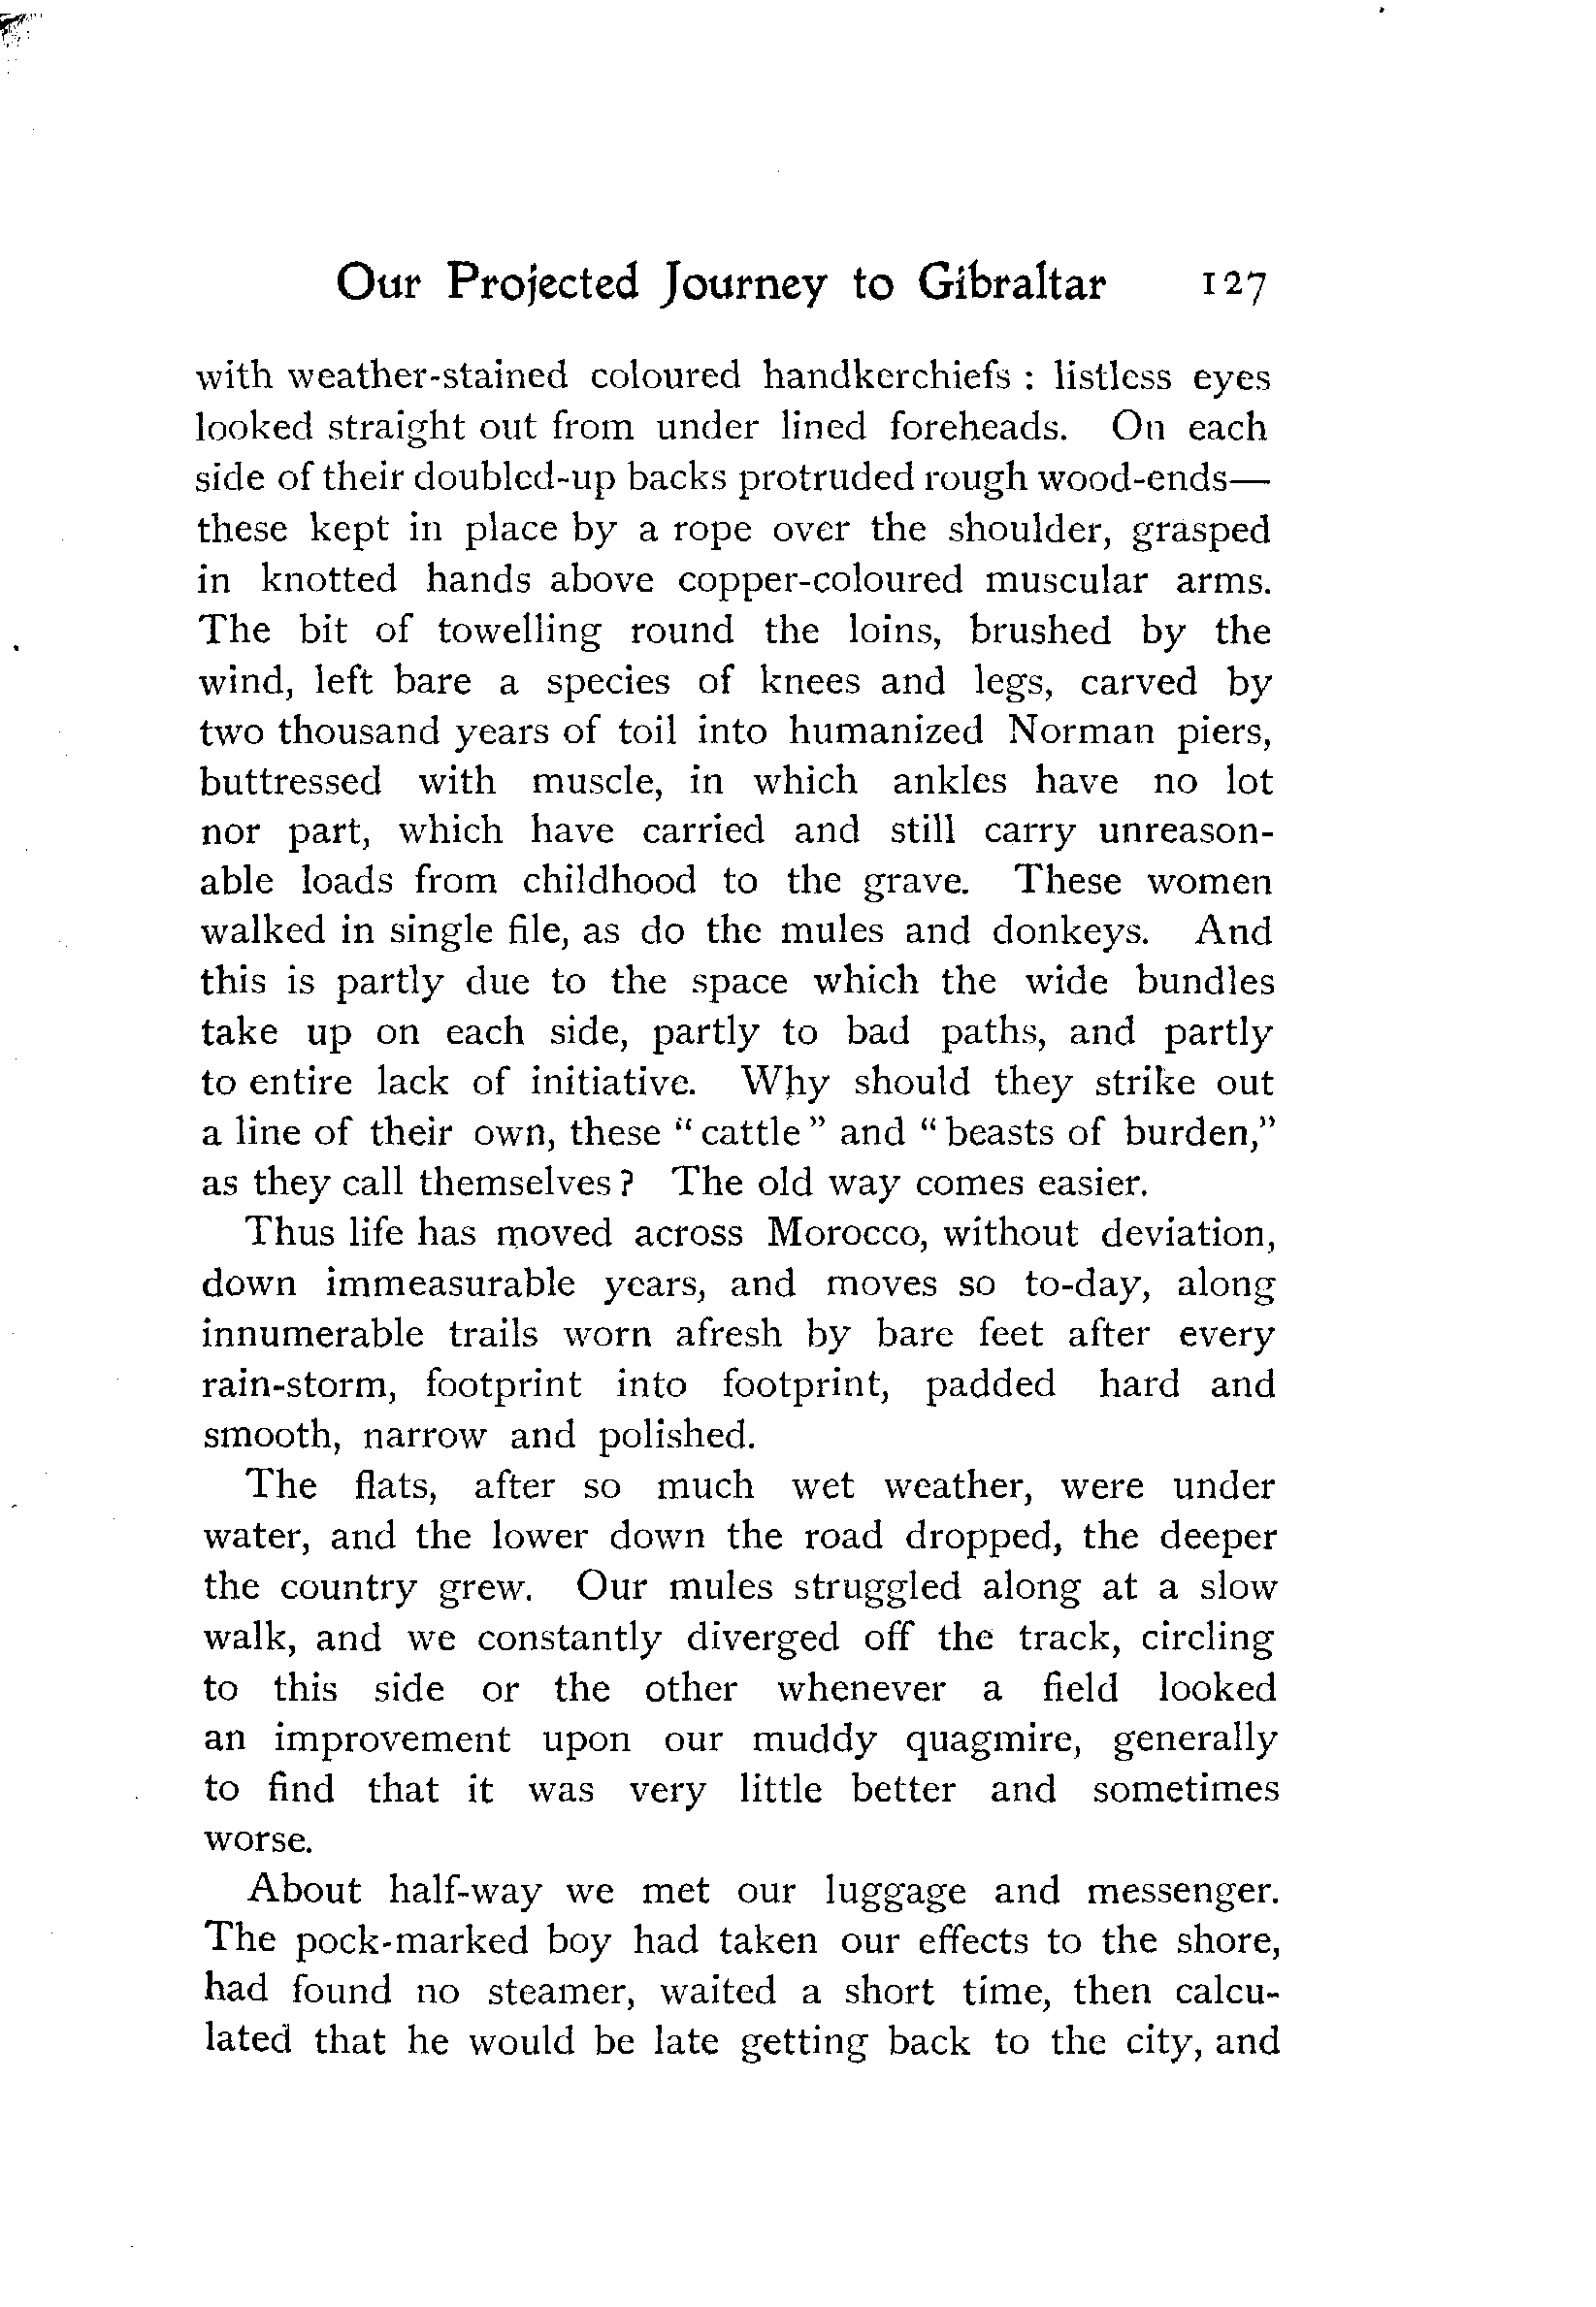 Our Projected Journey to Gibraltar 127
with weather-stained coloured handkerchiefs : listless eyes
looked straight out from under lined foreheads. On each
side of their doubled-up backs protruded rough wood-ends—
these kept in place by a rope over the shoulder, grasped
in knotted hands above copper-coloured muscular arms.
The bit of towelling round the loins, brushed by the
wind, left bare a species of knees and legs, carved by
two thousand years of toil into humanized Norman piers,
buttressed with muscle, in which ankles have no lot
nor part, which have carried and still carry unreason-
able loads from childhood to the grave. These women
walked in single file, as do the mules and donkeys. And
this is partly due to the space which the wide bundles
take up on each side, partly to bad paths, and partly
to entire lack of initiative. Why should they strike out
a line of their own, these "cattle" and "beasts of burden,"
as they call themselves? The old way comes easier.
Thus life has moved across Morocco, without deviation,
down immeasurable years, and moves so to-day, along
innumerable trails worn afresh by bare feet after every
rain-storm, footprint into footprint, padded hard and
smooth, narrow and polished.
The flats, after so much wet weather, were under
water, and the lower down the road dropped, the deeper
the country grew. Our mules struggled along at a slow
walk, and we constantly diverged off the track, circling
to this side or the other whenever a field looked
an improvement upon our muddy quagmire, generally
to find that it was very little better and sometimes
worse.
About half-way we met our luggage and messenger.
The pock-marked boy had taken our effects to the shore,
had found no steamer, waited a short time, then calcu-
lated that he would be late getting back to the city, and